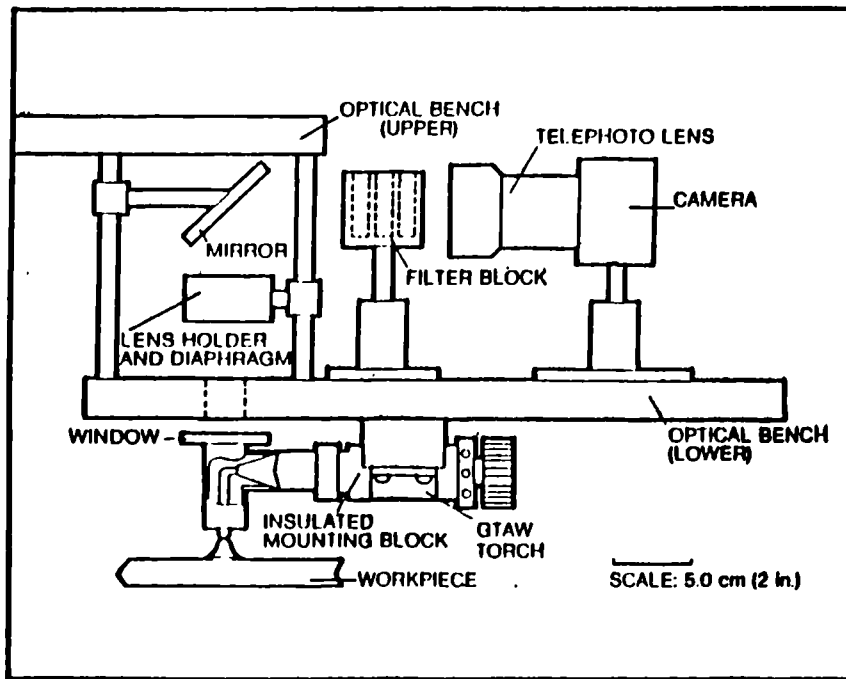 OPTICAL BENCH
(UPPER)
TELEPHOTO LENS
CAMERA
MIRROR
FILTER BLOCK
LENS HOLDER
AND DIAPHRAGM
WINDOW
OPTICAL BENCH
(LOWER)
INSULATED
MOUNTING BLOCK
GTAW
TORCH
WORKPIECE
SCALE: 5.0 cm (2 in.)